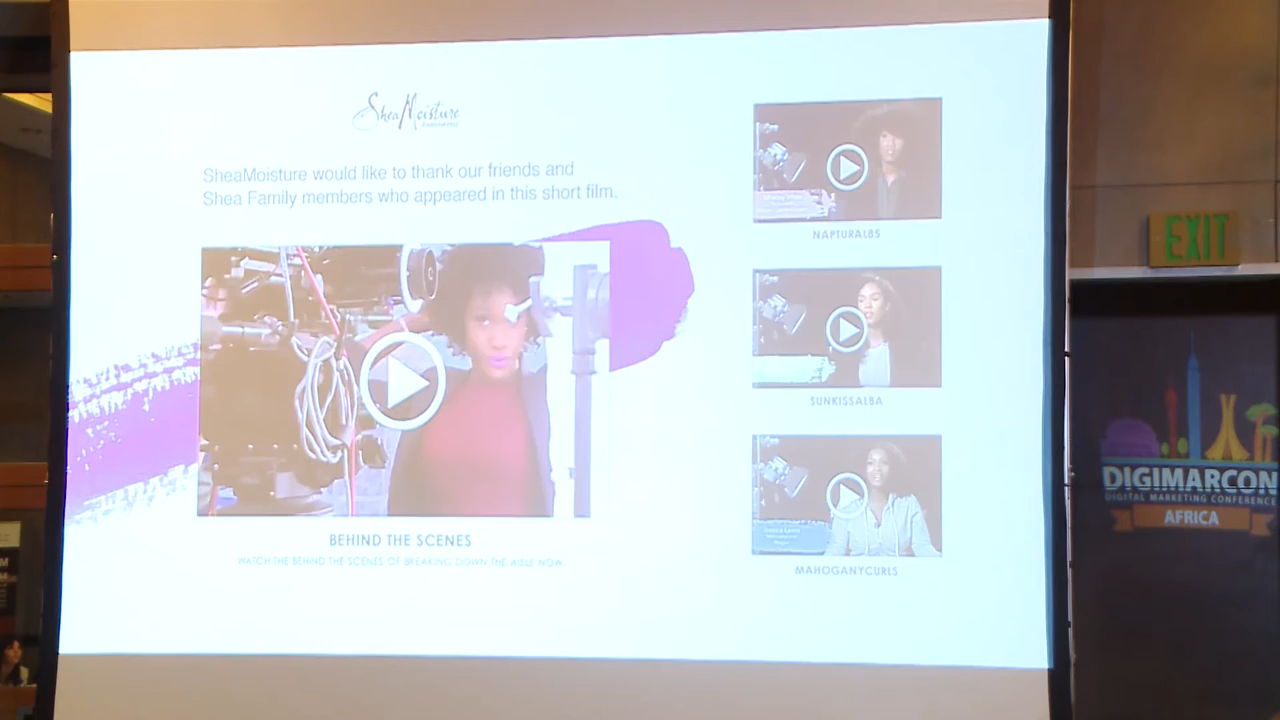 SheaMoisture
SheaMoisture would like to thank our friends and
Shea Family members who appeared in this short film.
BEHIND THE SCENES
WATCH THE BEHIND THE SCENES OF BREAKING DOWN THE AISLE NOW
NAPTURAL85
SUNKISSALBA
MAHOGANYCURLS
EXIT
DIGIMARCON
DIGITAL MARKETING CONFERENCE
AFRICA